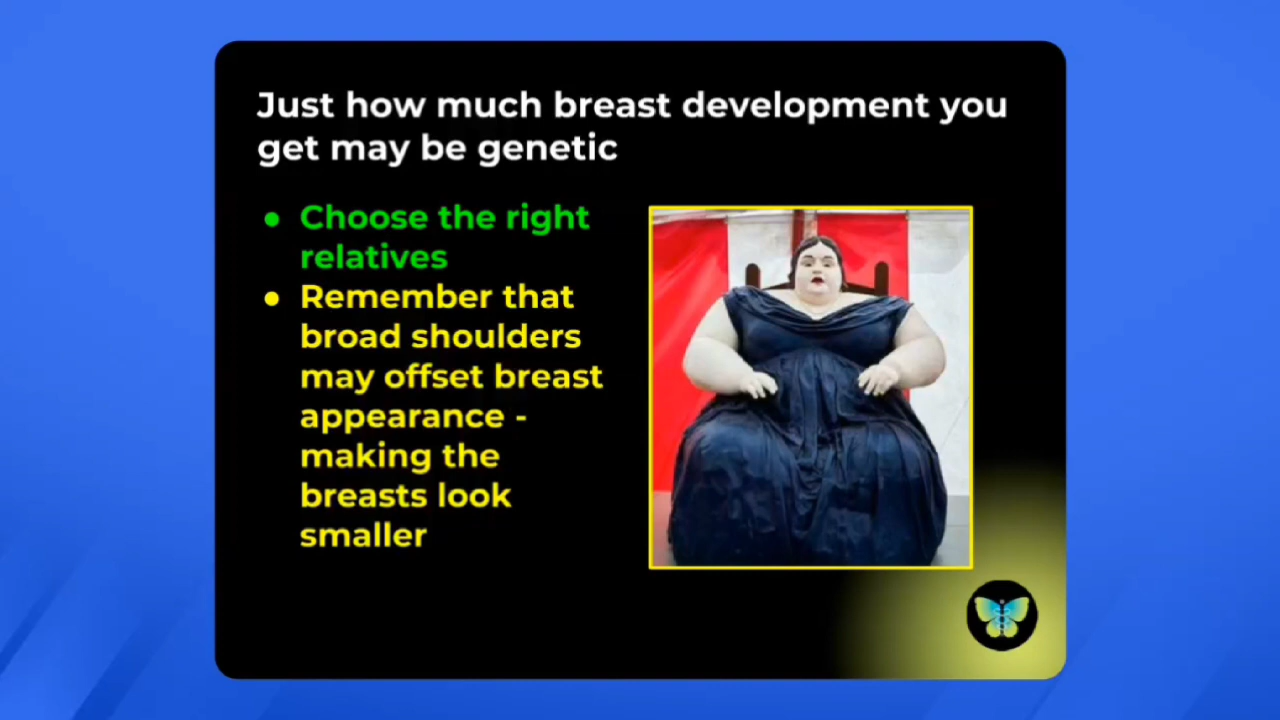 Just how much breast development you
get may be genetic
● Choose the right
relatives
● Remember that
broad shoulders
may offset breast
appearance -
making the
breasts look
smaller